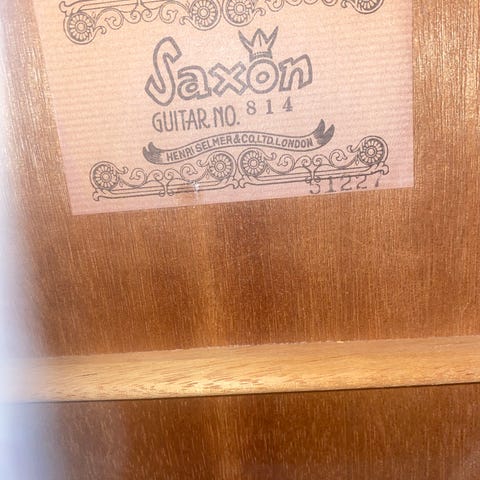 Saxon
GUITAR. NO. 814
HENRI SELMER & CO. LTD. LONDON
51227